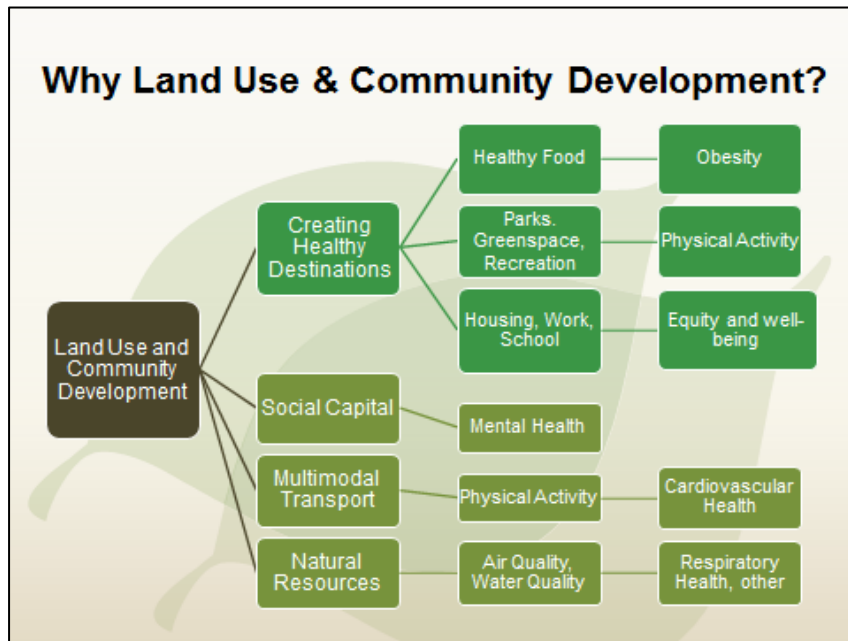 Why Land Use & Community Development?
Land Use and
Community
Development
Creating
Healthy
Destinations
Healthy Food
Obesity
Parks.
Greenspace,
Recreation
Physical Activity
Housing, Work,
School
Equity and well-
being
Social Capital
Mental Health
Multimodal
Transport
Physical Activity
Cardiovascular
Health
Natural
Resources
Air Quality,
Water Quality
Respiratory
Health, other